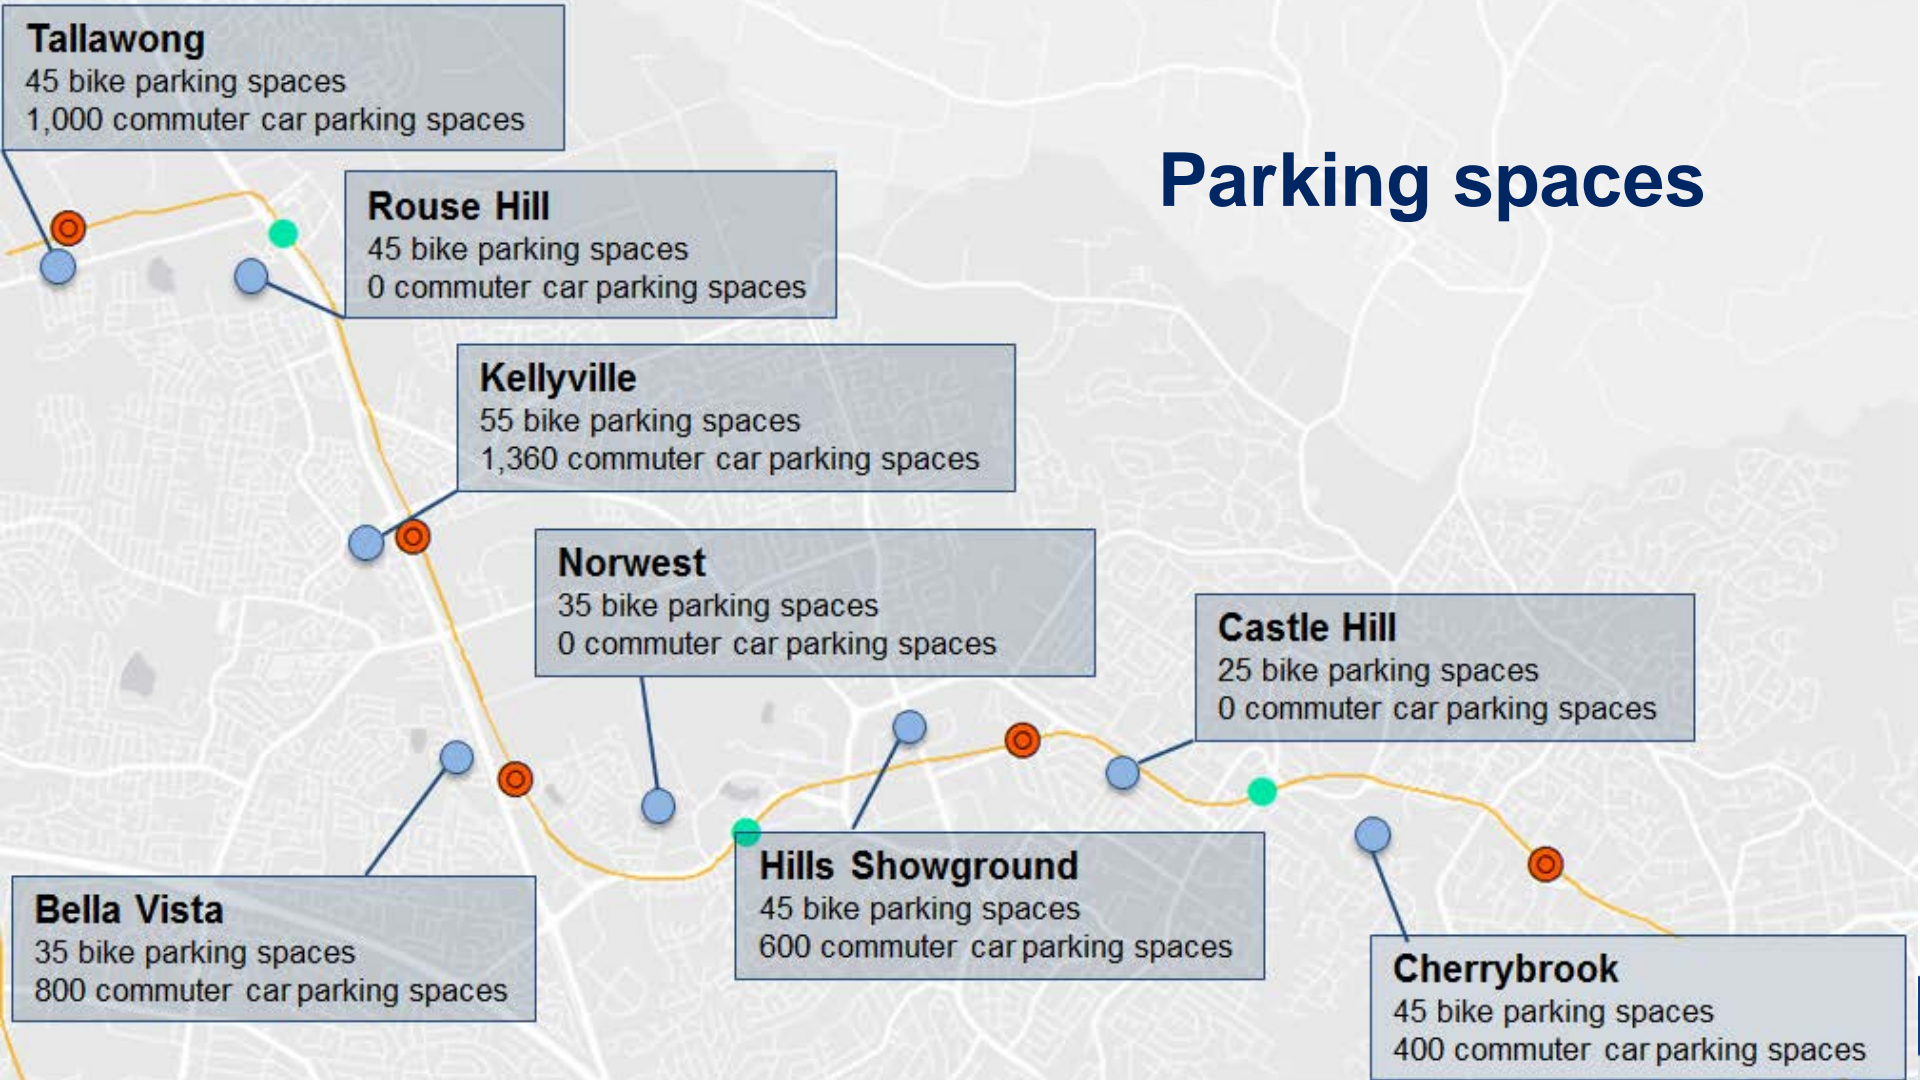 Tallawong
45 bike parking spaces
1,000 commuter car parking spaces
Parking spaces
Rouse Hill
45 bike parking spaces
0 commuter car parking spaces
Kellyville
55 bike parking spaces
1,360 commuter car parking spaces
Norwest
35 bike parking spaces
0 commuter car parking spaces
Castle Hill
25 bike parking spaces
0 commuter car parking spaces
Hills Showground
45 bike parking spaces
600 commuter car parking spaces
Bella Vista
35 bike parking spaces
800 commuter car parking spaces
Cherrybrook
45 bike parking spaces
400 commuter car parking spaces